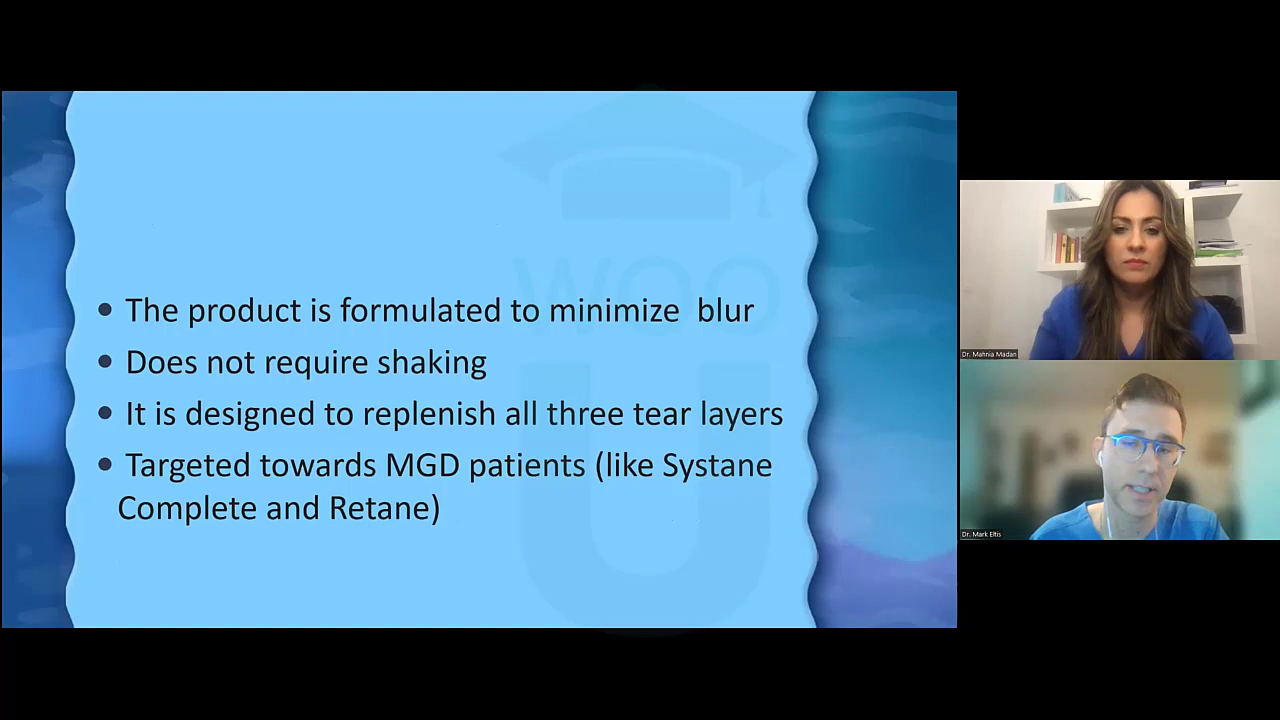 WOO
U
• The product is formulated to minimize  blur
• Does not require shaking
• It is designed to replenish all three tear layers
• Targeted towards MGD patients (like Systane
Complete and Retane)
Dr. Mahnia Madan
Dr. Mark Eltis